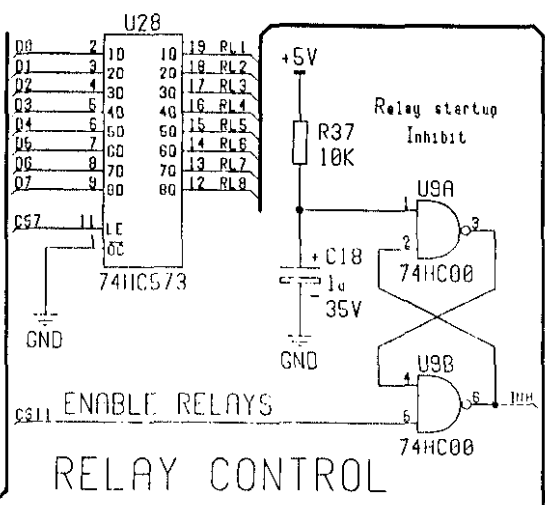 U28
D0 2 1D 1Q 19 RL1
D1 3 2D 2Q 18 RL2
D2 4 3D 3Q 17 RL3
D3 5 4D 4Q 16 RL4
D4 6 5D 5Q 15 RL5
D5 7 6D 6Q 14 RL6
D6 8 7D 7Q 13 RL7
D7 9 8D 8Q 12 RL8
CS7 11 LE
1 OC
74HC573
GND
+5V
R37
10K
Relay startup
Inhibit
U9A
1
2
3
74HC00
+ C18
1u
- 35V
GND
U9B
4
5
6
INH
74HC00
CS11 ENABLE RELAYS
RELAY CONTROL